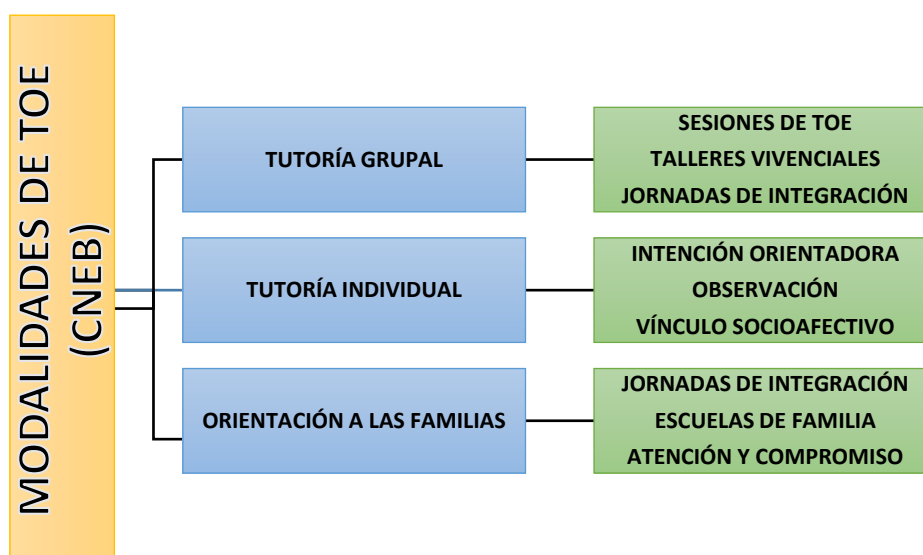 MODALIDADES DE TOE
(CNEB)
TUTORÍA GRUPAL
SESIONES DE TOE
TALLERES VIVENCIALES
JORNADAS DE INTEGRACIÓN
TUTORÍA INDIVIDUAL
INTENCIÓN ORIENTADORA
OBSERVACIÓN
VÍNCULO SOCIOAFECTIVO
ORIENTACIÓN A LAS FAMILIAS
JORNADAS DE INTEGRACIÓN
ESCUELAS DE FAMILIA
ATENCIÓN Y COMPROMISO